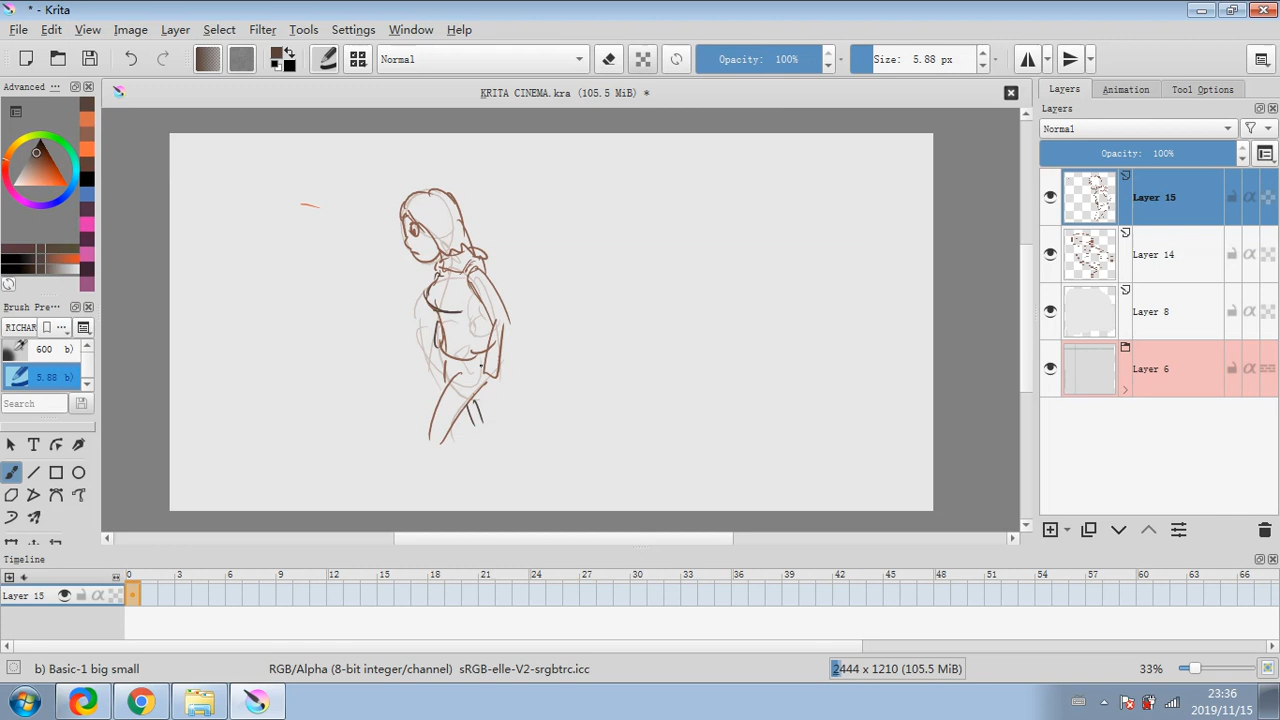 * - Krita
File Edit View Image Layer Select Filter Tools Settings Window Help
Normal Opacity: 100% Size: 5.88 px
Advanced ...
KRITA CINEMA.kra (105.5 MiB) *
Layers Animation Tool Options
Layers
Normal
Opacity: 100%
Layer 15
Layer 14
Layer 8
Layer 6
Brush Pre...
RICHAR ...
600 b)
5.88 b)
Search
Timeline
0 3 6 9 12 15 18 21 24 27 30 33 36 39 42 45 48 51 54 57 60 63 66
Layer 15
b) Basic-1 big small RGB/Alpha (8-bit integer/channel) sRGB-elle-V2-srgbtrc.icc 2444 x 1210 (105.5 MiB) 33%
23:36
2019/11/15